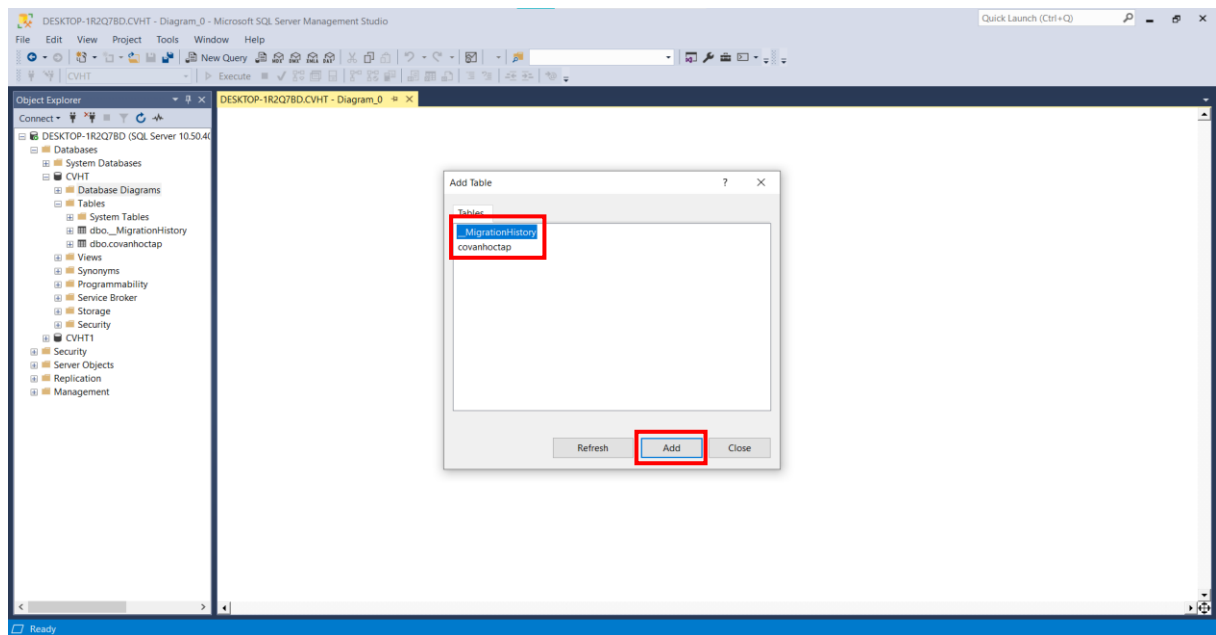 DESKTOP-1R2Q7BD.CVHT - Diagram_0 - Microsoft SQL Server Management Studio
Quick Launch (Ctrl+Q)
File Edit View Project Tools Window Help
New Query
CVHT
Execute
Object Explorer
DESKTOP-1R2Q7BD.CVHT - Diagram_0
Connect
DESKTOP-1R2Q7BD (SQL Server 10.50.40
Databases
System Databases
CVHT
Database Diagrams
Tables
System Tables
dbo.__MigrationHistory
dbo.covanhoctap
Views
Synonyms
Programmability
Service Broker
Storage
Security
CVHT1
Security
Server Objects
Replication
Management
Add Table
?
Tables
__MigrationHistory
covanhoctap
Refresh Add Close
Ready